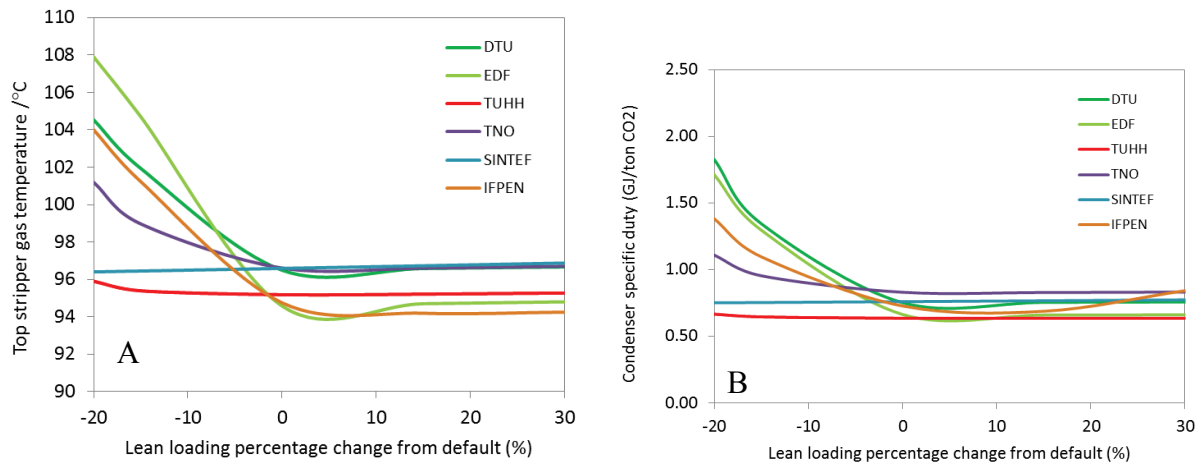 Top stripper gas temperature /°C
110
108
106
104
102
100
98
96
94
92
90
DTU
EDF
TUHH
TNO
SINTEF
IFPEN
A
-20
-10
0
10
20
30
Lean loading percentage change from default (%)
Condenser specific duty (GJ/ton CO2)
2.50
2.00
1.50
1.00
0.50
0.00
DTU
EDF
TUHH
TNO
SINTEF
IFPEN
B
-20
-10
0
10
20
30
Lean loading percentage change from default (%)